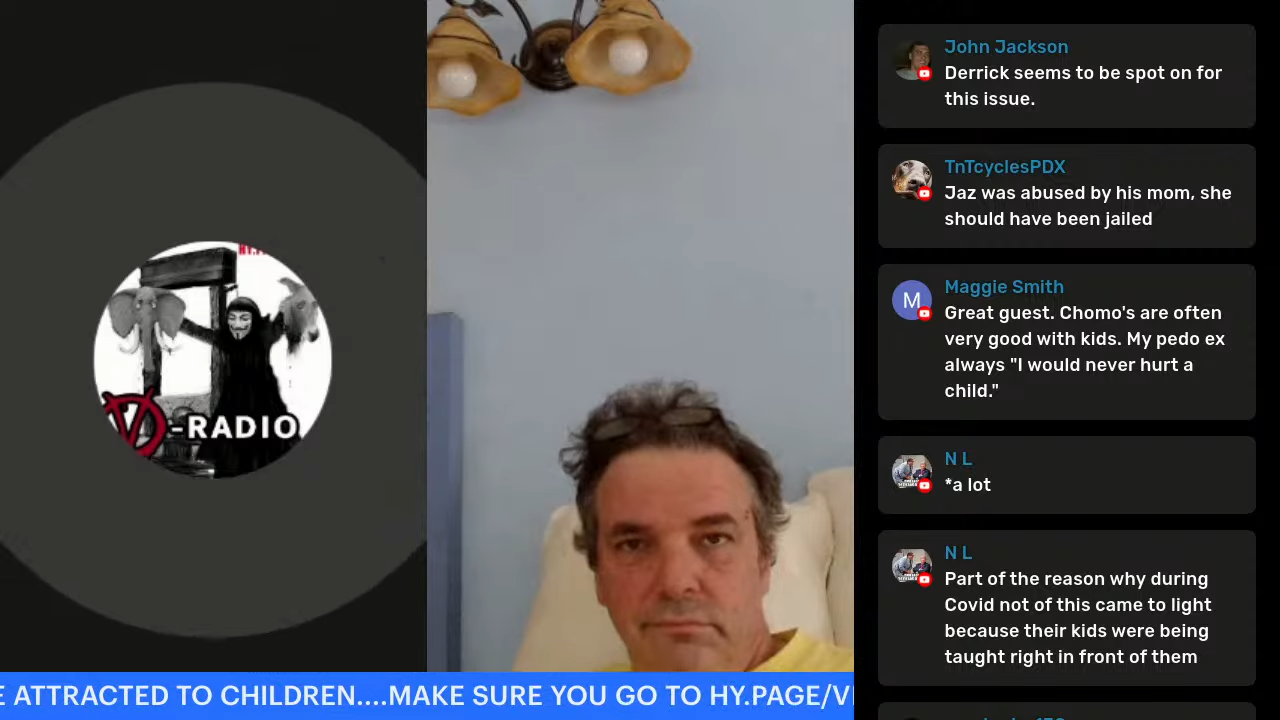 -RADIO
E ATTRACTED TO CHILDREN....MAKE SURE YOU GO TO HY.PAGE/V
John Jackson
Derrick seems to be spot on for
this issue.
TnTcyclesPDX
Jaz was abused by his mom, she
should have been jailed
M
Maggie Smith
Great guest. Chomo's are often
very good with kids. My pedo ex
always "I would never hurt a
child."
N L
*a lot
N L
Part of the reason why during
Covid not of this came to light
because their kids were being
taught right in front of them